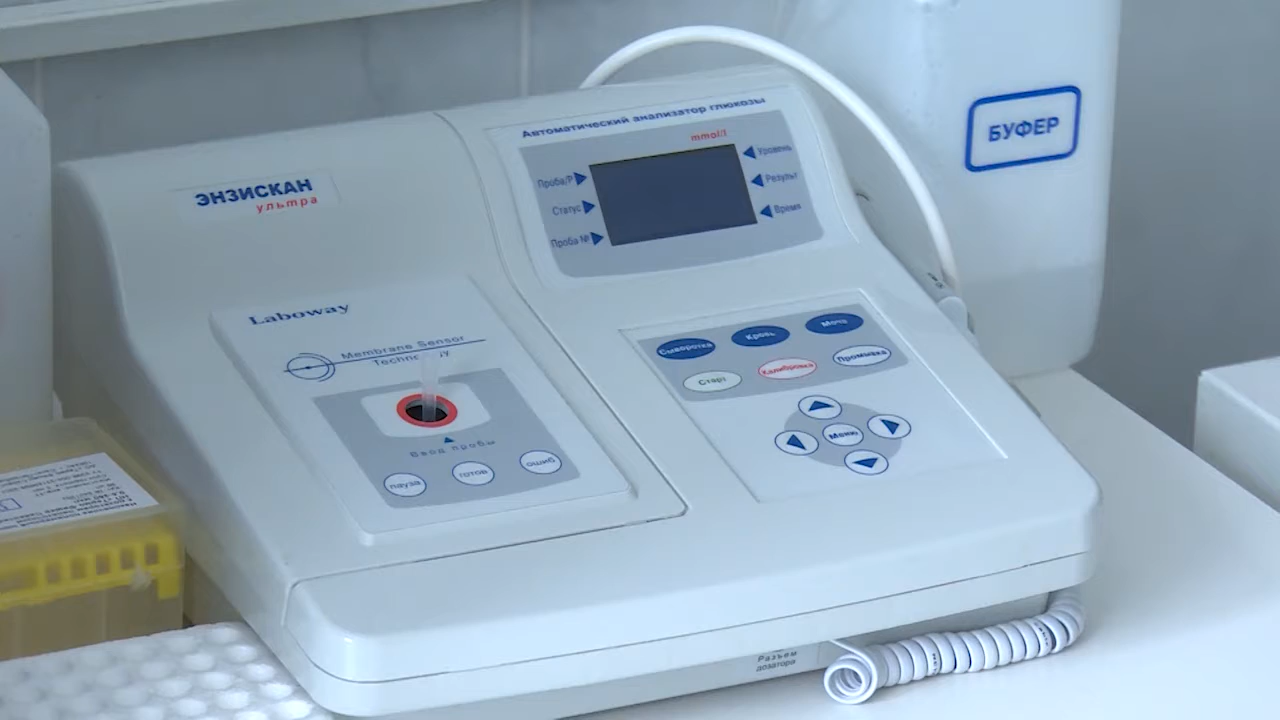 Автоматический анализатор глюкозы
mmol/l
БУФЕР
Проба/Р
Уровень
Статус
Результ
Проба №
Время
ЭНЗИСКАН
ультра
Laboway
Membrane Sensor
Technology
Сыворотка
Кровь
Моча
Старт
Калибровка
Промывка
Меню
Ввод пробы
пауза
готов
ошиб
Разъем
дозатора